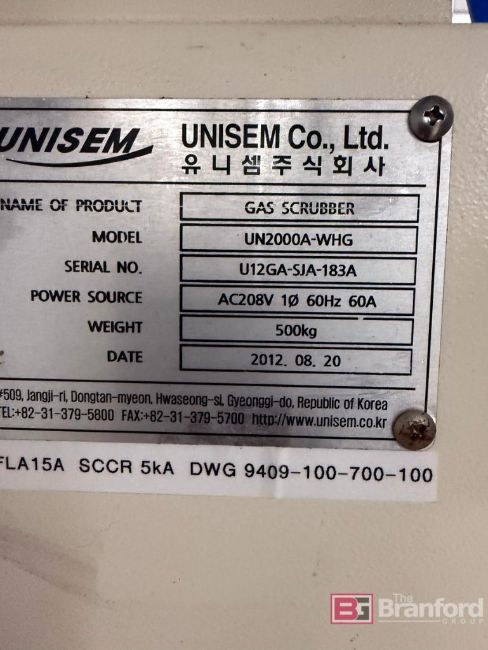 UNISEM UNISEM Co., Ltd.
유니셈주식회사
NAME OF PRODUCT GAS SCRUBBER
MODEL UN2000A-WHG
SERIAL NO. U12GA-SJA-183A
POWER SOURCE AC208V 1Ø 60Hz 60A
WEIGHT 500kg
DATE 2012. 08. 20
#509, Jangji-ri, Dongtan-myeon, Hwaseong-si, Gyeonggi-do, Republic of Korea
TEL:+82-31-379-5800 FAX:+82-31-379-5700 http://www.unisem.co.kr
FLA15A SCCR 5kA DWG 9409-100-700-100
BG The Branford GROUP